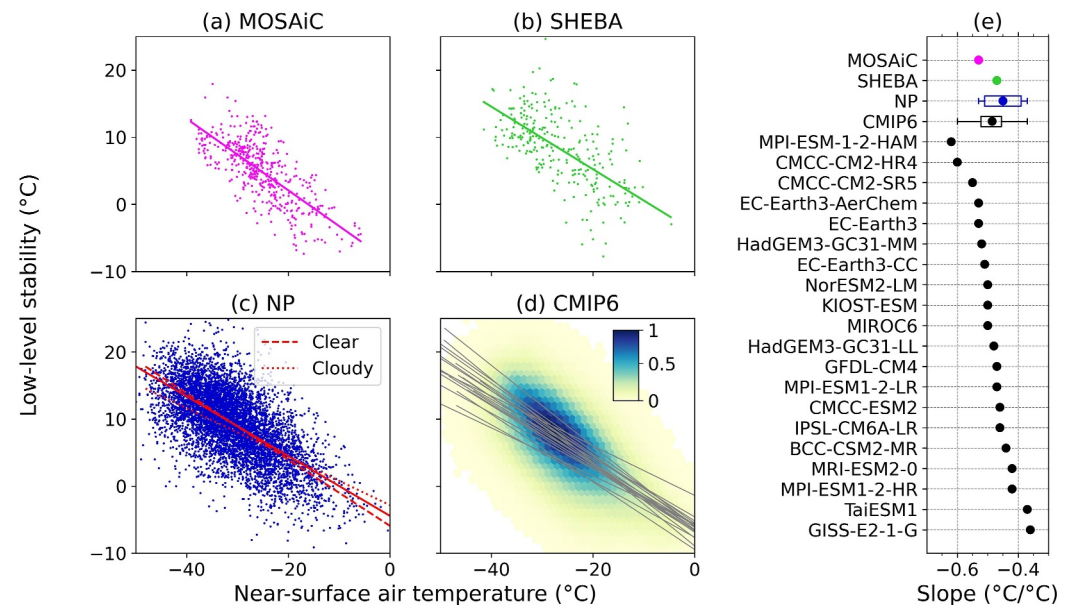 (a) MOSAiC
(b) SHEBA
(e)
20
10
0
−10
MOSAiC
SHEBA
NP
CMIP6
MPI-ESM-1-2-HAM
CMCC-CM2-HR4
CMCC-CM2-SR5
EC-Earth3-AerChem
EC-Earth3
HadGEM3-GC31-MM
EC-Earth3-CC
NorESM2-LM
KIOST-ESM
MIROC6
HadGEM3-GC31-LL
GFDL-CM4
MPI-ESM1-2-LR
CMCC-ESM2
IPSL-CM6A-LR
BCC-CSM2-MR
MRI-ESM2-0
MPI-ESM1-2-HR
TaiESM1
GISS-E2-1-G
−0.6 −0.4
Slope (°C/°C)
Low-level stability (°C)
(c) NP
(d) CMIP6
Clear
Cloudy
1
0.5
0
20
10
0
−10
−40 −20 0
−40 −20 0
Near-surface air temperature (°C)